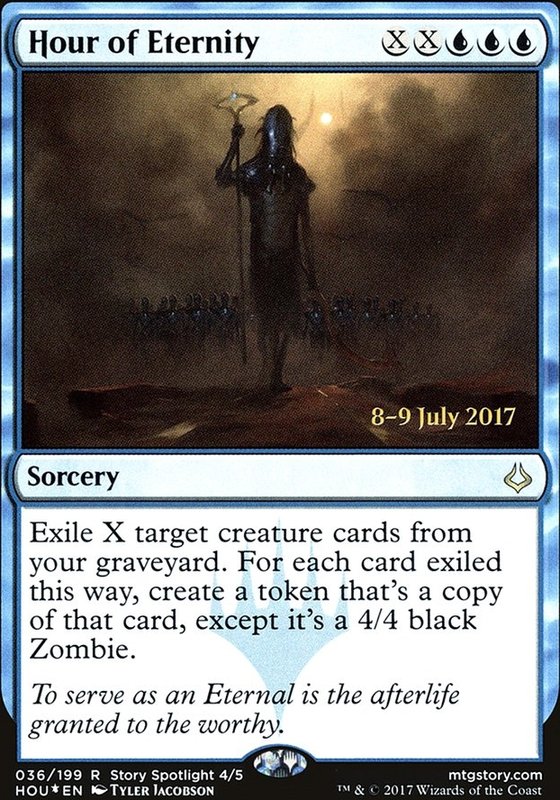 Hour of Eternity XX
8–9 July 2017
Sorcery
Exile X target creature cards from
your graveyard. For each card exiled
this way, create a token that's a copy
of that card, except it's a 4/4 black
Zombie.
To serve as an Eternal is the afterlife
granted to the worthy.
036/199 R Story Spotlight 4/5 mtgstory.com
HOU★EN Tyler Jacobson ™ & © 2017 Wizards of the Coast